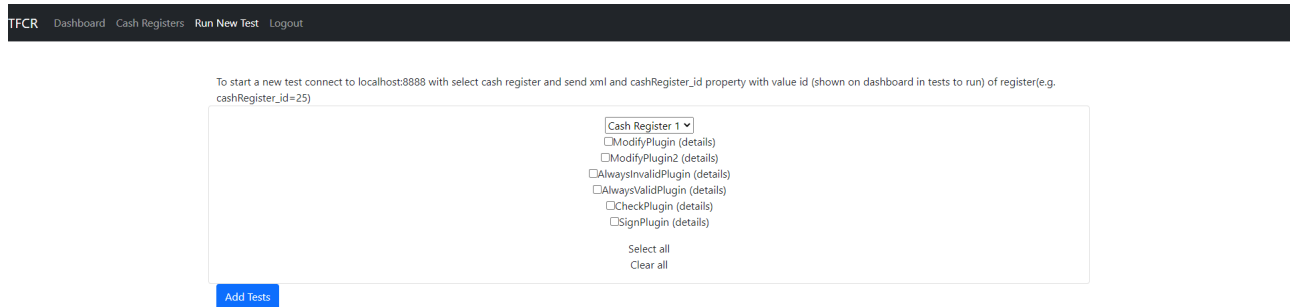 TFCR Dashboard Cash Registers Run New Test Logout
To start a new test connect to localhost:8888 with select cash register and send xml and cashRegister_id property with value id (shown on dashboard in tests to run) of register(e.g.
cashRegister_id=25)
Cash Register 1
ModifyPlugin (details)
ModifyPlugin2 (details)
AlwaysInvalidPlugin (details)
AlwaysValidPlugin (details)
CheckPlugin (details)
SignPlugin (details)
Select all
Clear all
Add Tests